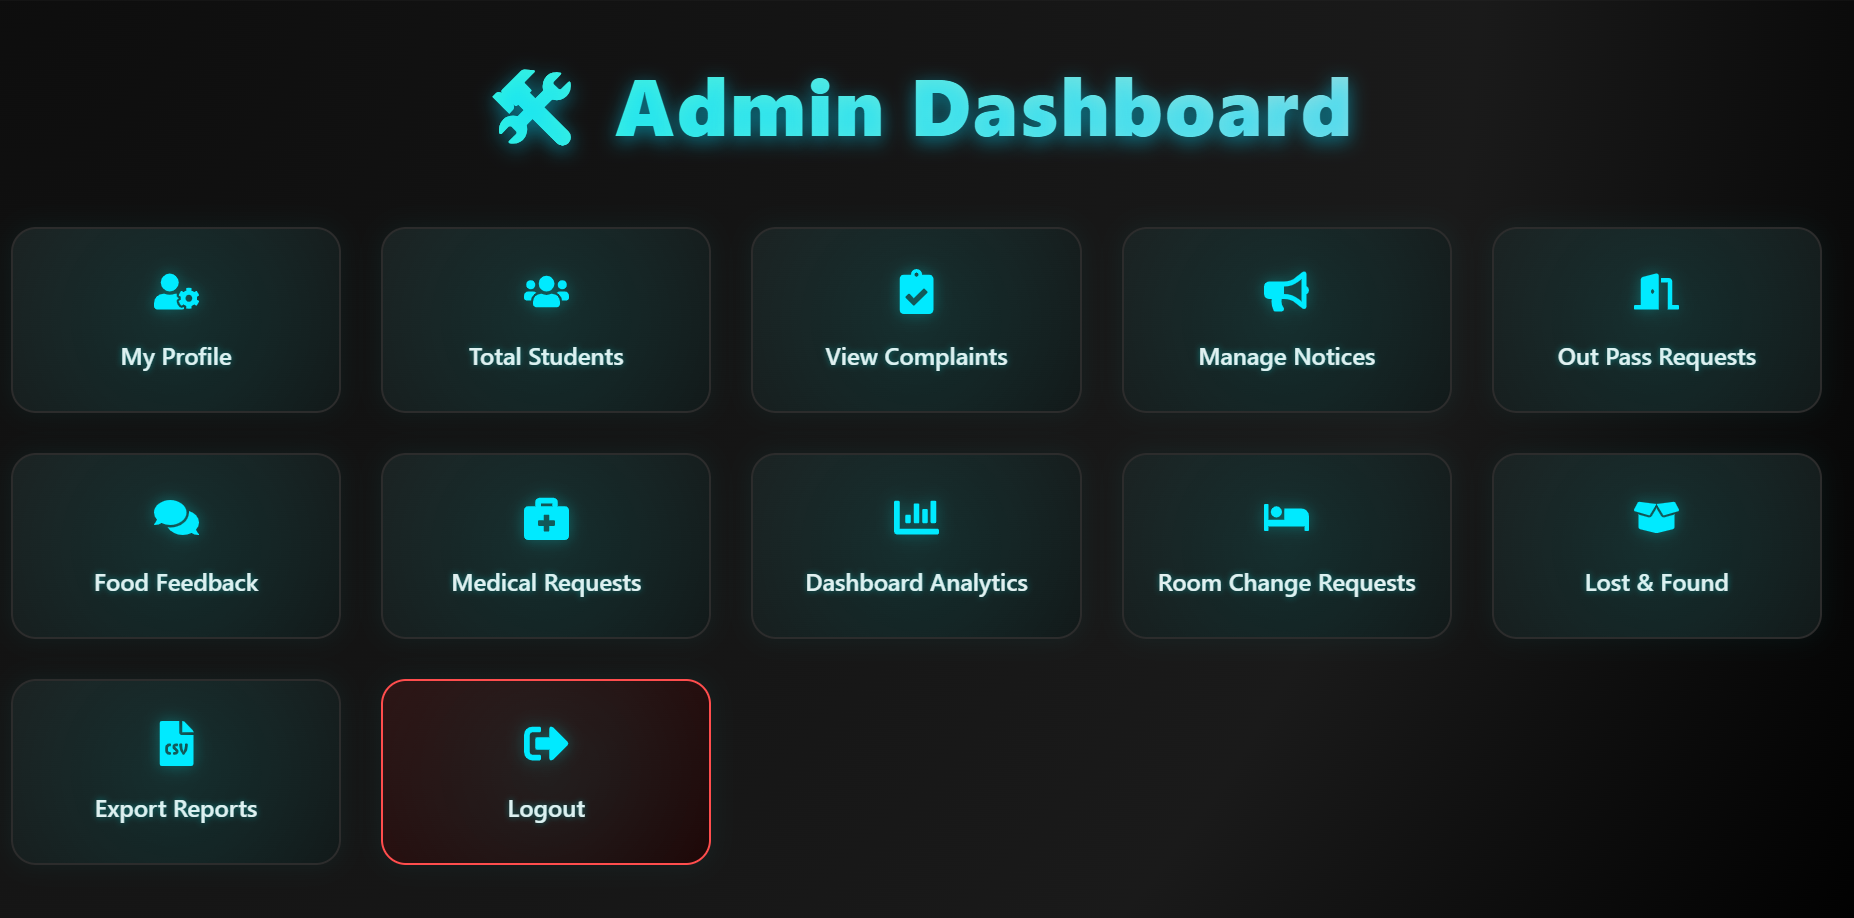 Admin Dashboard
My Profile
Total Students
View Complaints
Manage Notices
Out Pass Requests
Food Feedback
Medical Requests
Dashboard Analytics
Room Change Requests
Lost & Found
CSV
Export Reports
Logout